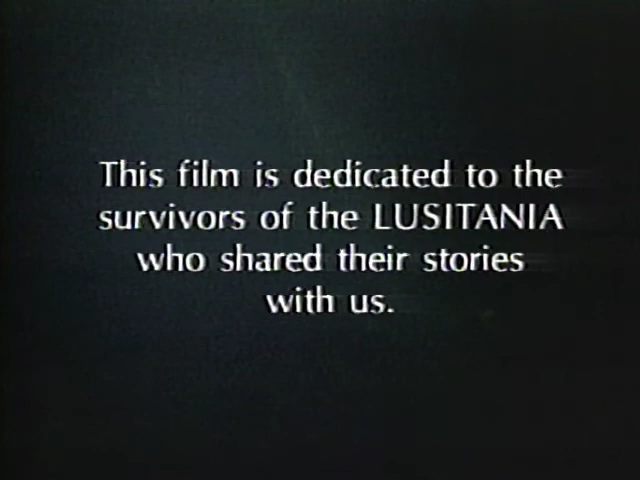 This film is dedicated to the
survivors of the LUSITANIA
who shared their stories
with us.